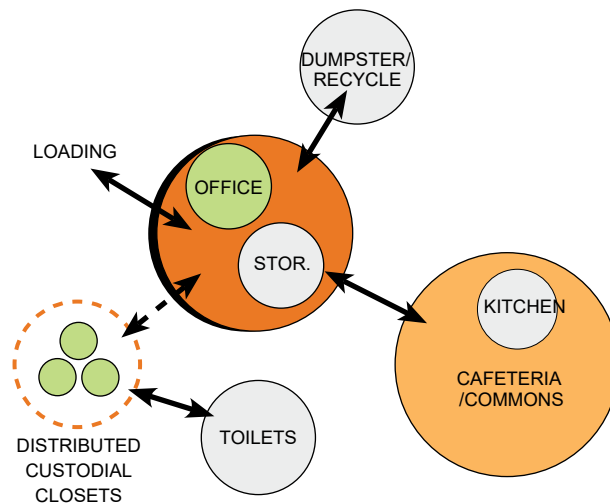 DUMPSTER/
RECYCLE
LOADING
OFFICE
STOR.
KITCHEN
CAFETERIA
/COMMONS
TOILETS
DISTRIBUTED
CUSTODIAL
CLOSETS